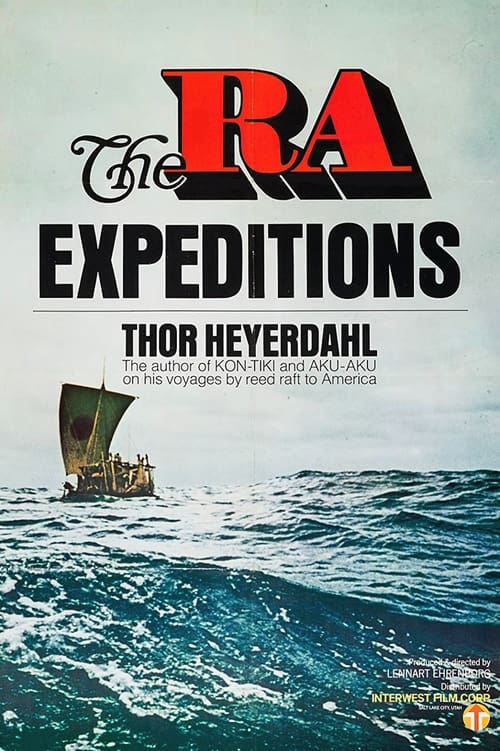 The RA
EXPEDITIONS
THOR HEYERDAHL
The author of KON-TIKI and AKU-AKU
on his voyages by reed raft to America
Produced & directed by
LENNART EHRENBORG
Distributed by
INTERWEST FILM CORP.
SALT LAKE CITY, UTAH